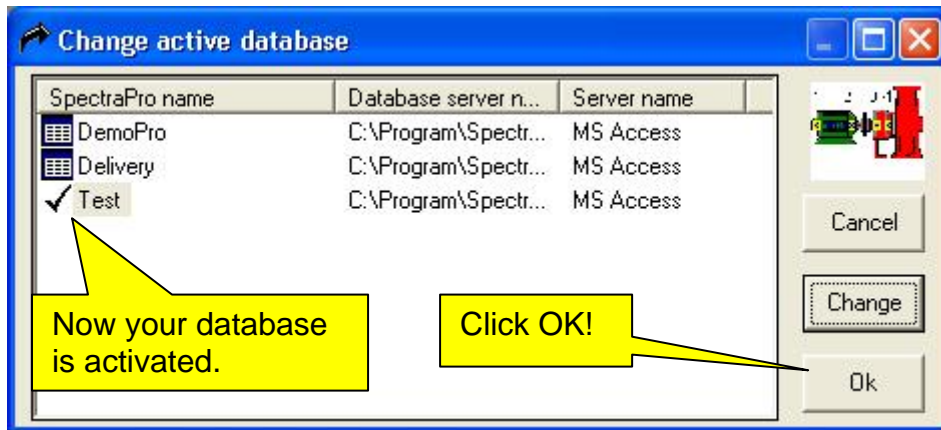 Change active database
SpectraPro name Database server n... Server name
DemoPro C:\Program\Spectr... MS Access
Delivery C:\Program\Spectr... MS Access
Test C:\Program\Spectr... MS Access
Cancel
Change
Ok
Now your database
is activated.
Click OK!